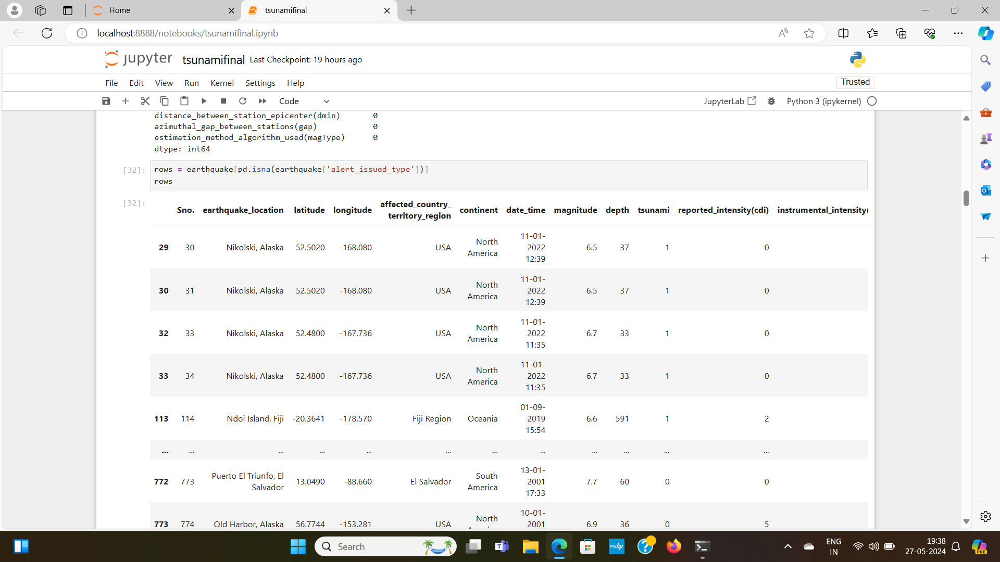 Home
tsunamifinal
localhost:8888/notebooks/tsunamifinal.ipynb
jupyter tsunamifinal Last Checkpoint: 19 hours ago
File Edit View Run Kernel Settings Help
Trusted
Code
JupyterLab
Python 3 (ipykernel)
distance_between_station_epicenter(dmin) 0
azimuthal_gap_between_stations(gap) 0
estimation_method_algorithm_used(magType) 0
dtype: int64
[32]: rows = earthquake[pd.isna(earthquake['alert_issued_type'])]
rows
[32]:
Sno. earthquake_location latitude longitude affected_country_territory_region continent date_time magnitude depth tsunami reported_intensity(cdi) instrumental_intensity(
29 30 Nikolski, Alaska 52.5020 -168.080 USA North America 11-01-2022 12:39 6.5 37 1 0
30 31 Nikolski, Alaska 52.5020 -168.080 USA North America 11-01-2022 12:39 6.5 37 1 0
32 33 Nikolski, Alaska 52.4800 -167.736 USA North America 11-01-2022 11:35 6.7 33 1 0
33 34 Nikolski, Alaska 52.4800 -167.736 USA North America 11-01-2022 11:35 6.7 33 1 0
113 114 Ndoi Island, Fiji -20.3641 -178.570 Fiji Region Oceania 01-09-2019 15:54 6.6 591 1 2
... ... ... ... ... ... ... ... ... ... ... ...
772 773 Puerto El Triunfo, El Salvador 13.0490 -88.660 El Salvador South America 13-01-2001 17:33 7.7 60 0 0
773 774 Old Harbor, Alaska 56.7744 -153.281 USA North 10-01-2001 6.9 36 0 5
Search
myhp
ENG
IN
19:38
27-05-2024
PRE